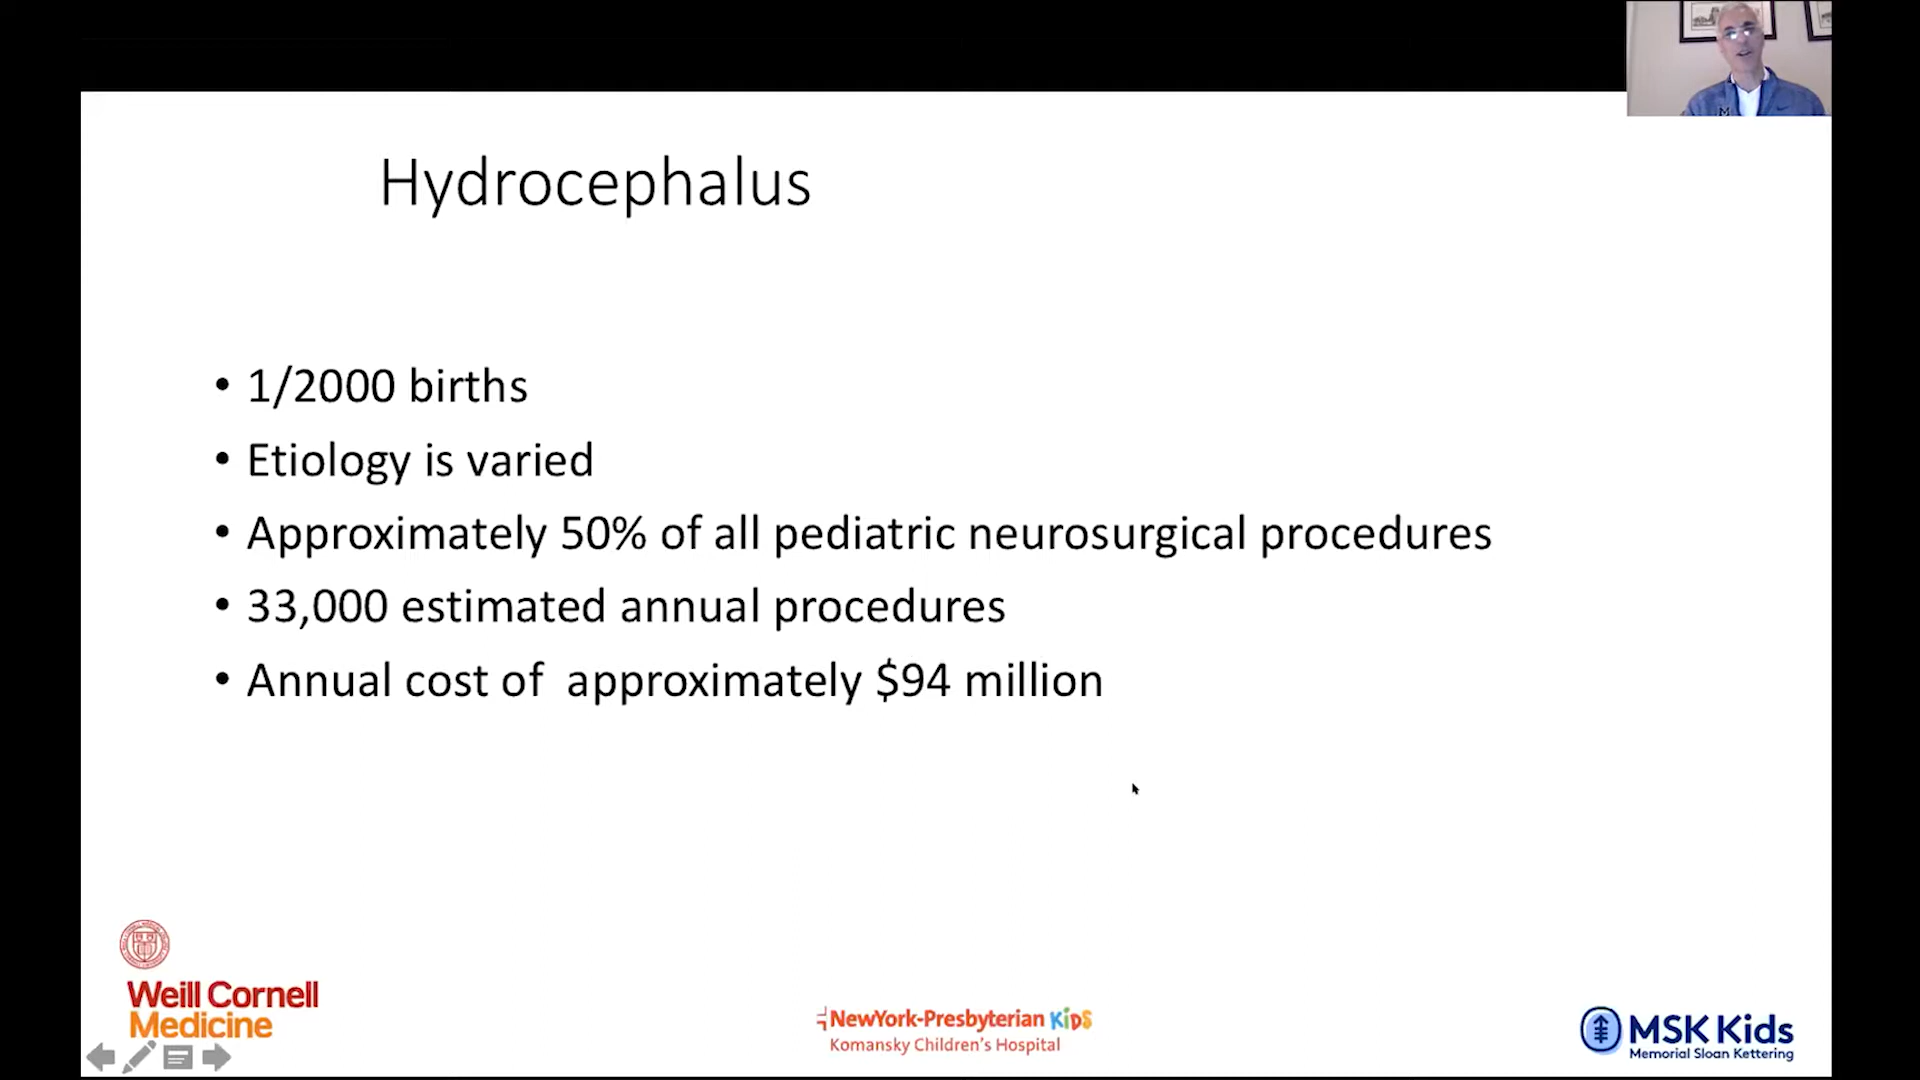 Hydrocephalus
• 1/2000 births
• Etiology is varied
• Approximately 50% of all pediatric neurosurgical procedures
• 33,000 estimated annual procedures
• Annual cost of  approximately $94 million
Weill Cornell
Medicine
NewYork-Presbyterian KiDS
Komansky Children's Hospital
MSK Kids
Memorial Sloan Kettering